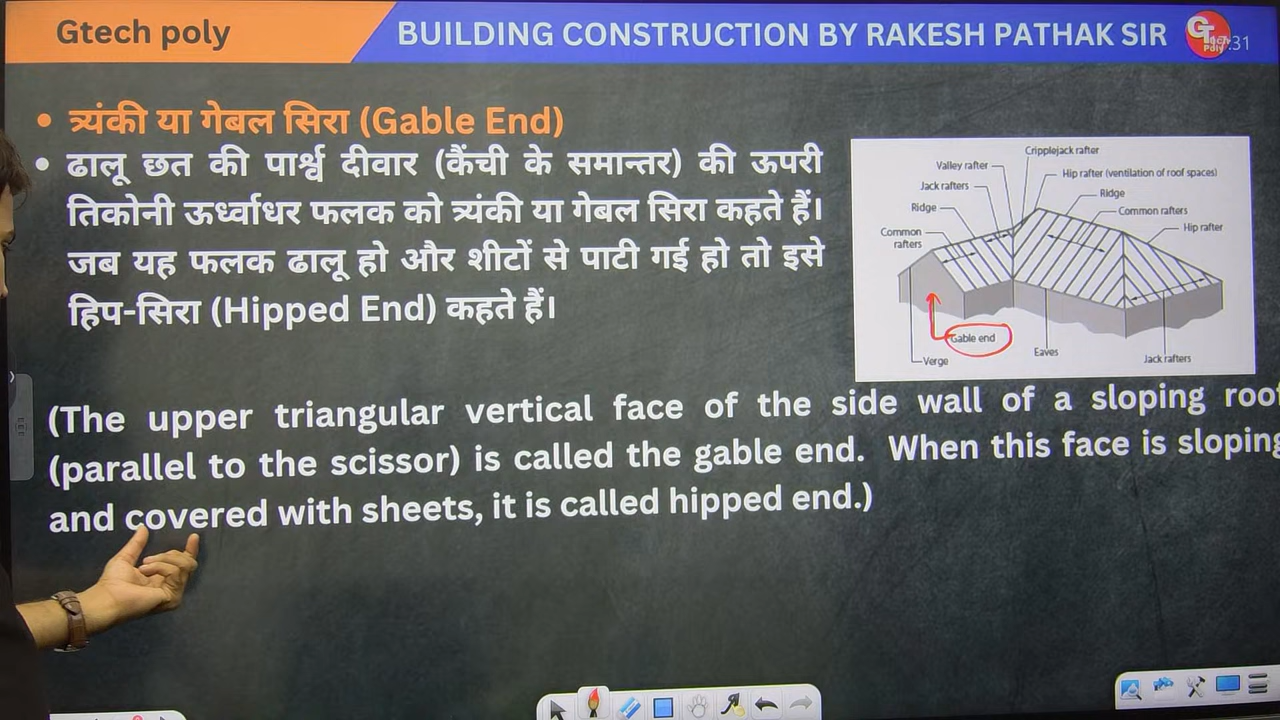 Gtech poly
BUILDING CONSTRUCTION BY RAKESH PATHAK SIR
GT
Poly
:31
• त्र्यंकी या गेबल सिरा (Gable End)
• ढालू छत की पार्श्व दीवार (कैंची के समान्तर) की ऊपरी
तिकोनी ऊर्ध्वाधर फलक को त्र्यंकी या गेबल सिरा कहते हैं।
जब यह फलक ढालू हो और शीटों से पाटी गई हो तो इसे
हिप-सिरा (Hipped End) कहते हैं।
Cripplejack rafter
Valley rafter
Hip rafter (ventilation of roof spaces)
Jack rafters
Ridge
Ridge
Common rafters
Common
rafters
Hip rafter
Gable end
Eaves
Verge
Jack rafters
(The upper triangular vertical face of the side wall of a sloping roof
(parallel to the scissor) is called the gable end. When this face is sloping
and covered with sheets, it is called hipped end.)